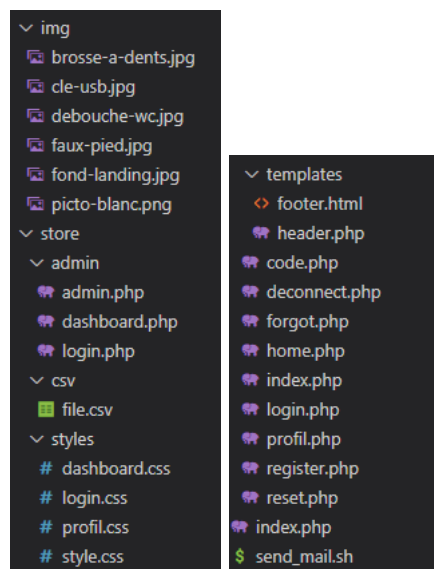 img
brosse-a-dents.jpg
cle-usb.jpg
debouche-wc.jpg
faux-pied.jpg
fond-landing.jpg
picto-blanc.png
store
admin
admin.php
dashboard.php
login.php
csv
file.csv
styles
dashboard.css
login.css
profil.css
style.css
templates
footer.html
header.php
code.php
deconnect.php
forgot.php
home.php
index.php
login.php
profil.php
register.php
reset.php
index.php
send_mail.sh